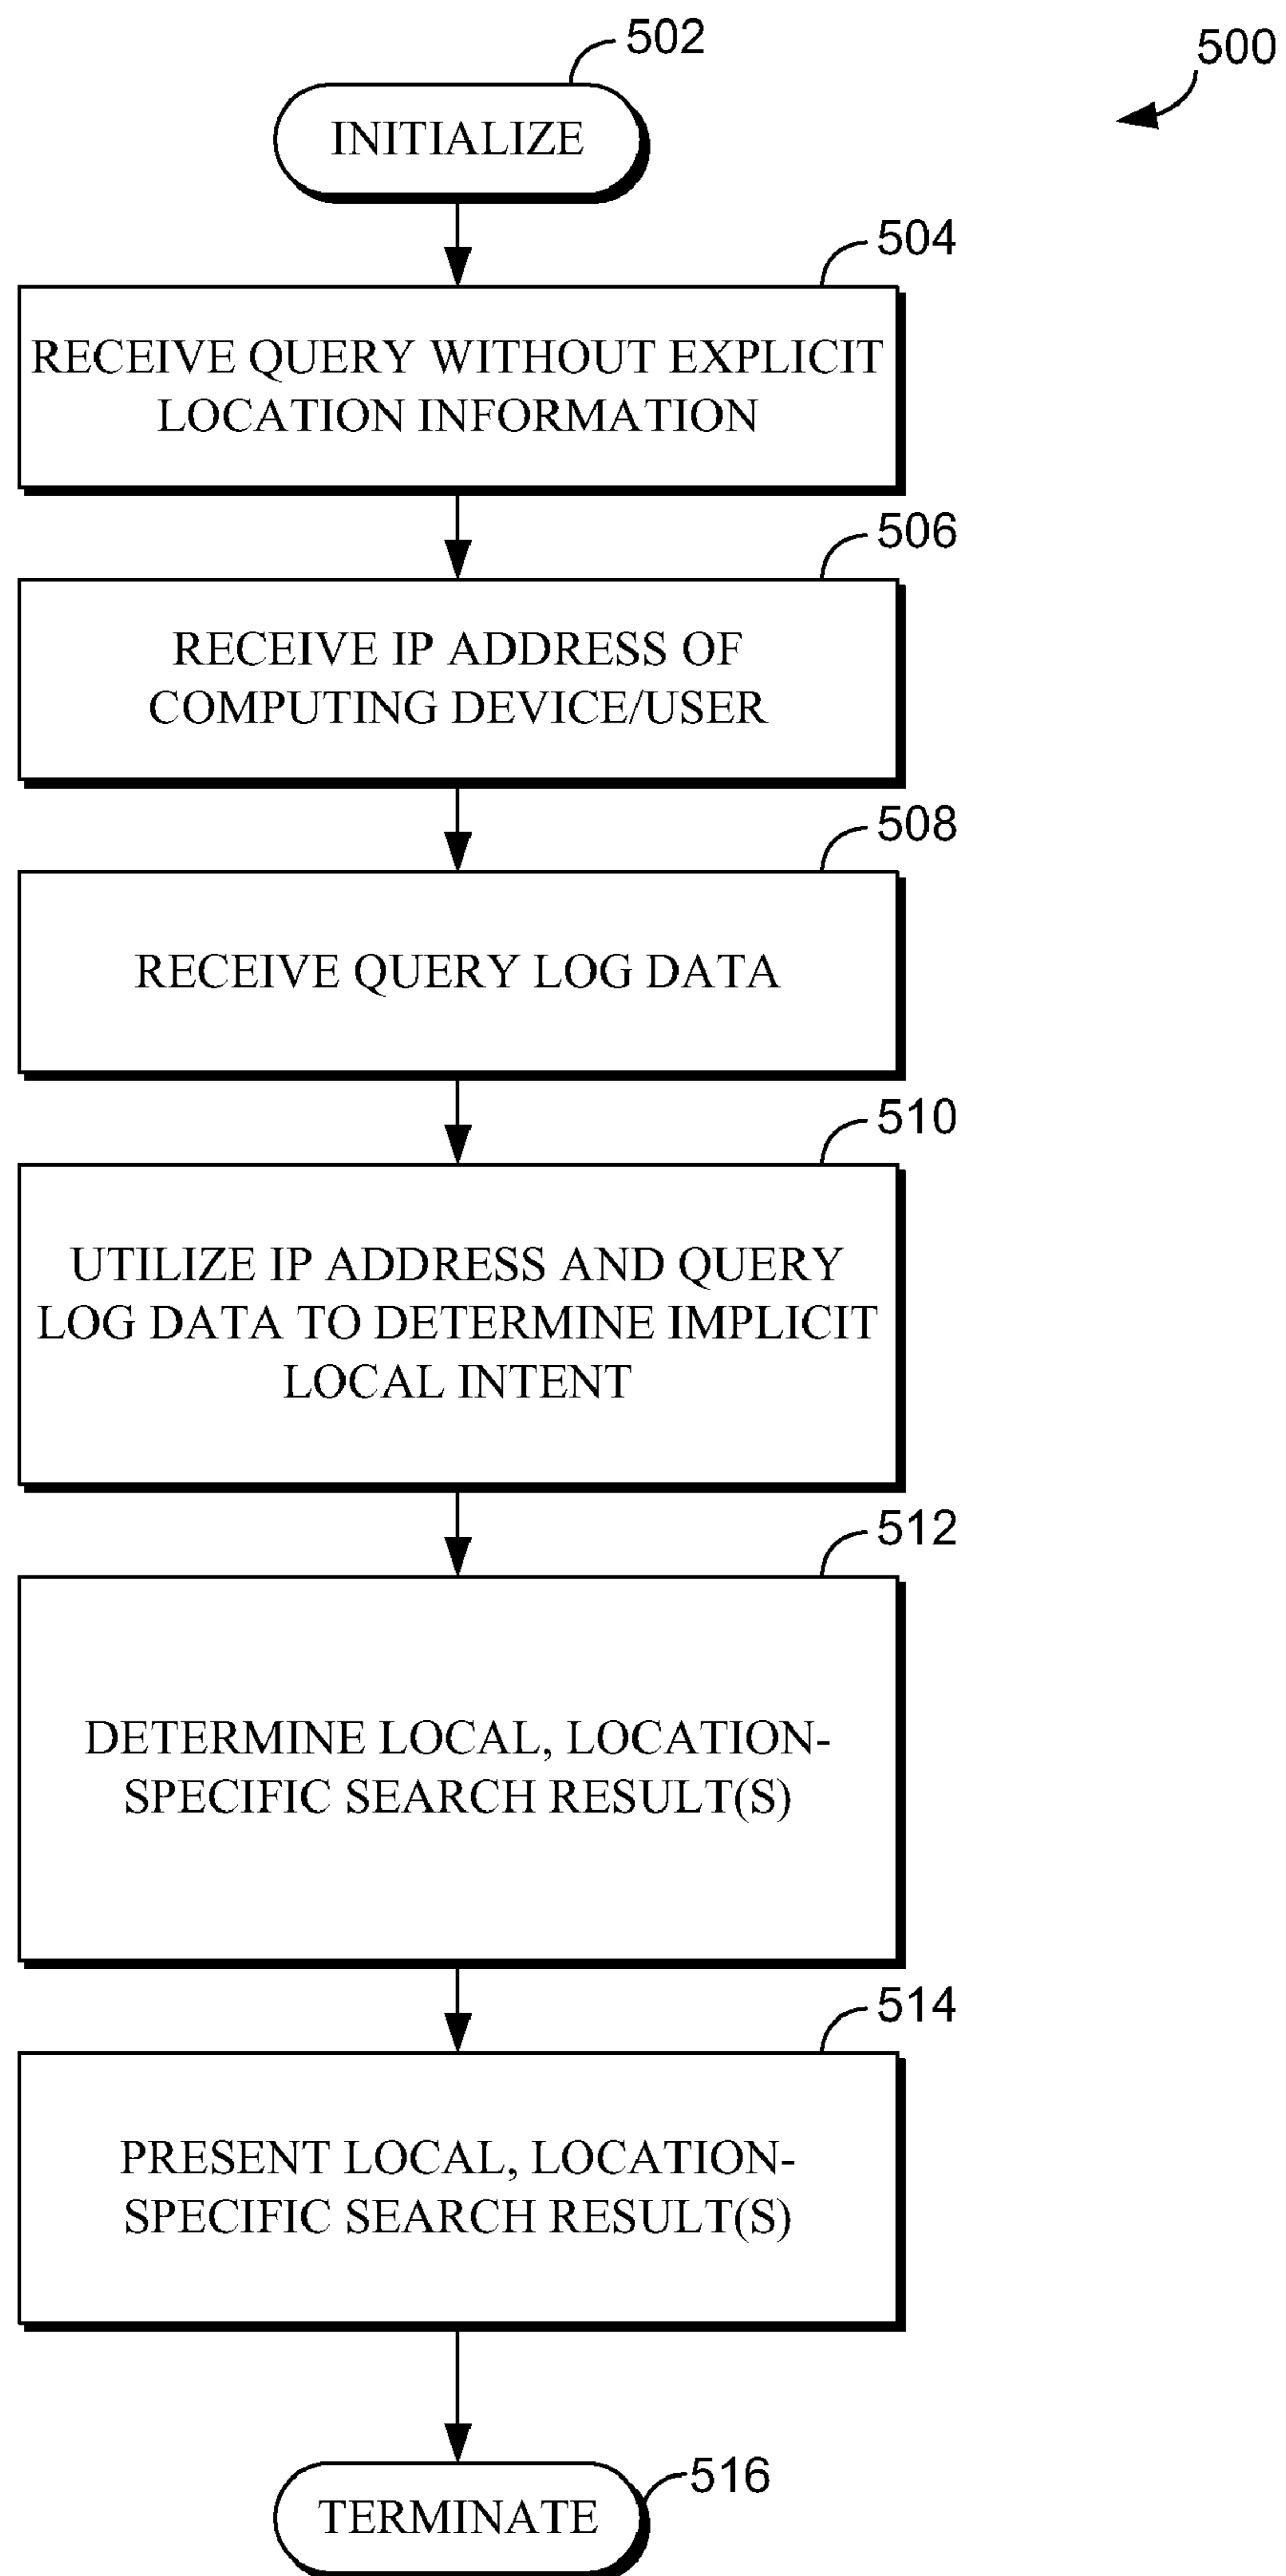 502
500
INITIALIZE
504
RECEIVE QUERY WITHOUT EXPLICIT
LOCATION INFORMATION
506
RECEIVE IP ADDRESS OF
COMPUTING DEVICE/USER
508
RECEIVE QUERY LOG DATA
510
UTILIZE IP ADDRESS AND QUERY
LOG DATA TO DETERMINE IMPLICIT
LOCAL INTENT
512
DETERMINE LOCAL, LOCATION-
SPECIFIC SEARCH RESULT(S)
514
PRESENT LOCAL, LOCATION-
SPECIFIC SEARCH RESULT(S)
516
TERMINATE